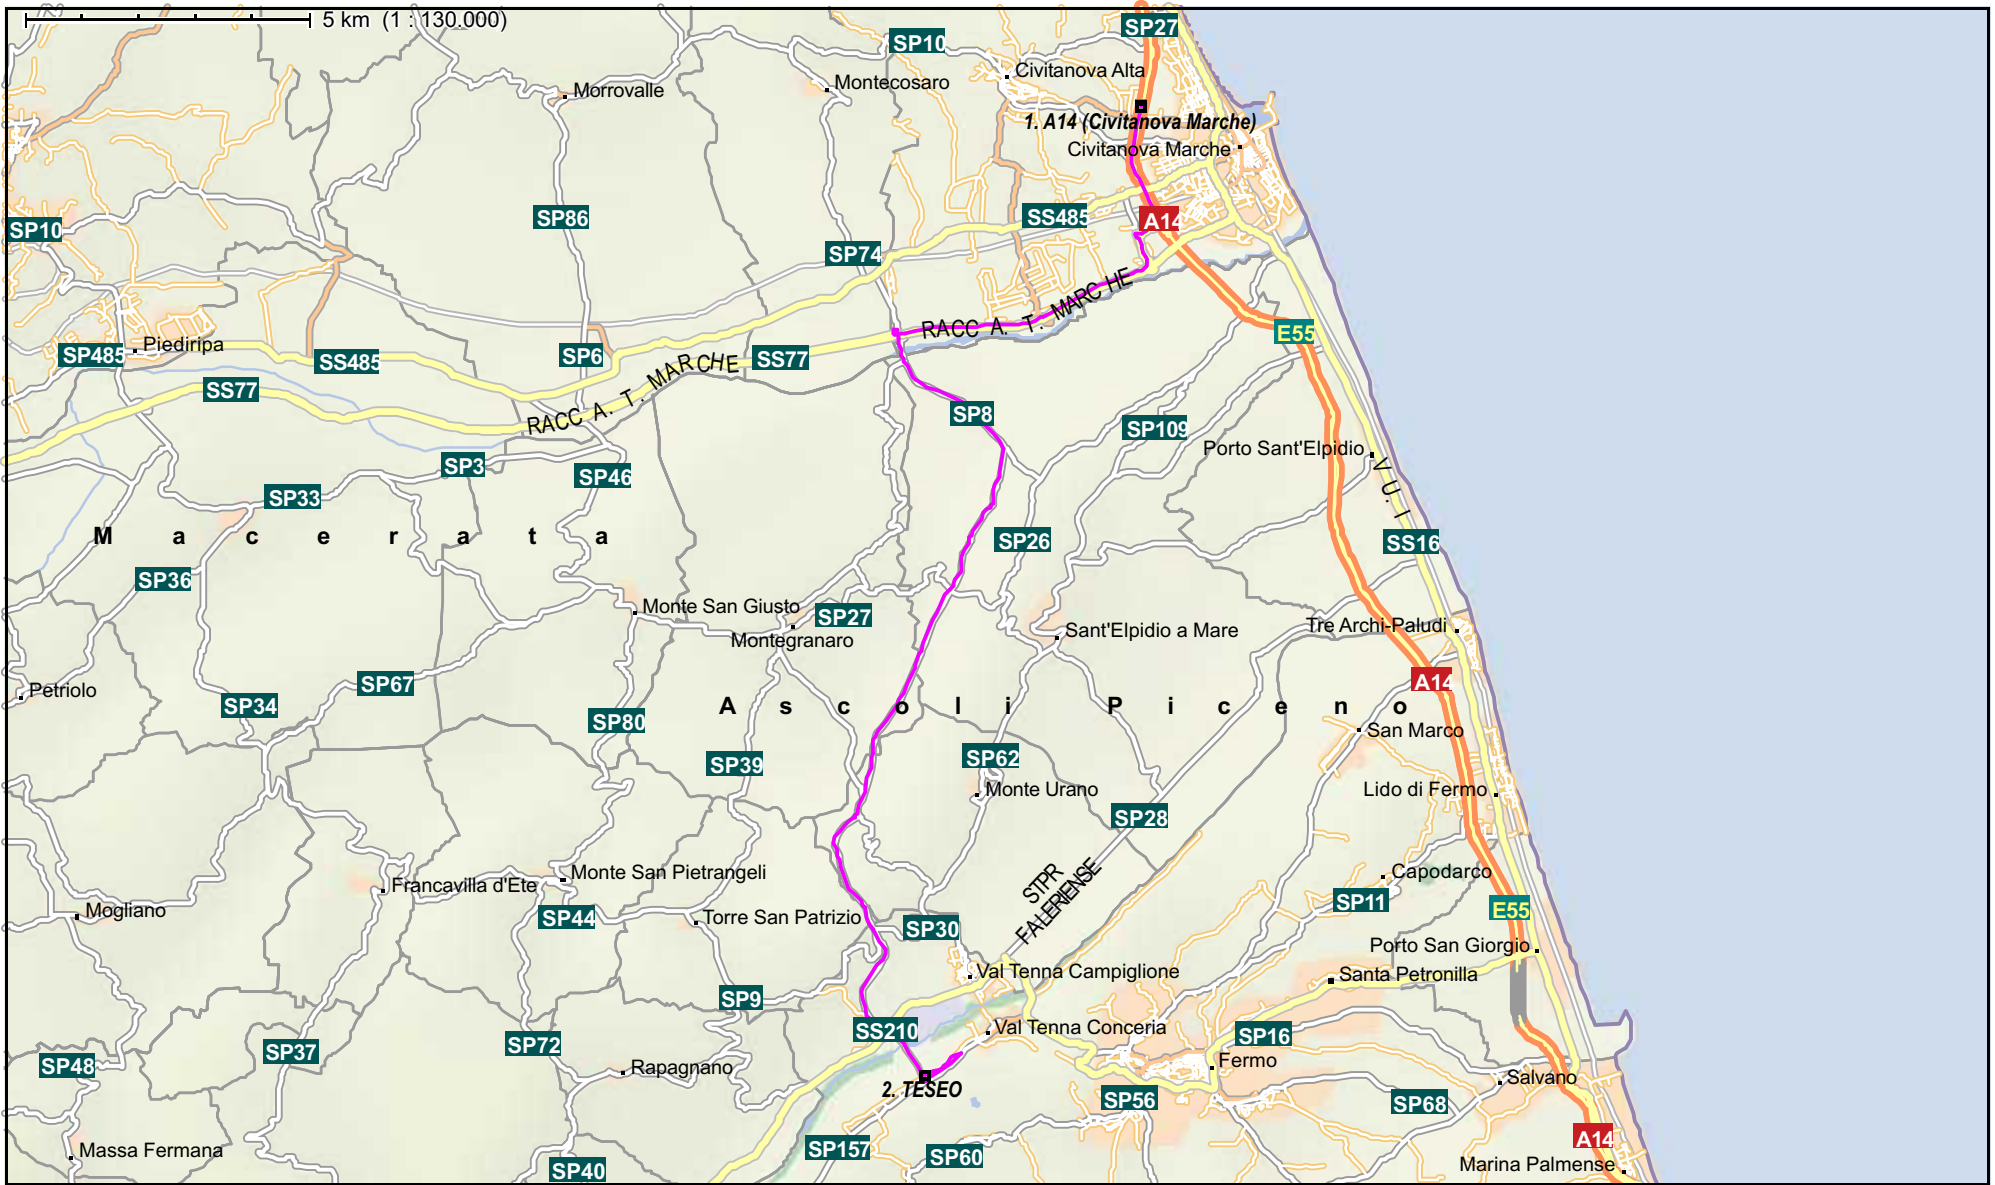 5 km (1 : 130.000)
SP27
SP10
Civitanova Alta
Morrovalle
Montecosaro
1. A14 (Civitanova Marche)
Civitanova Marche
SP86
SS485
A14
SP10
SP74
RACC A. T. MARCHE
E55
Piediripa
SP485
SS485
SP6
SS77
RACC A. T. MARCHE
SS77
SP8
SP109
Porto Sant'Elpidio
V.U. I
SP3
SP46
SP33
Macerata
SP26
SS16
SP36
Monte San Giusto
SP27
Montegranaro
Sant'Elpidio a Mare
Tre Archi-Paludi
Petriolo
SP67
A14
SP34
Ascoli Piceno
SP80
San Marco
SP39
SP62
Monte Urano
Lido di Fermo
SP28
Monte San Pietrangeli
STPR
FALERIENSE
Capodarco
Francavilla d'Ete
SP11
E55
Mogliano
SP44
Torre San Patrizio
SP30
Porto San Giorgio
Val Tenna Campiglione
Santa Petronilla
SP9
SS210
Val Tenna Conceria
SP16
SP72
SP37
SP48
Rapagnano
Fermo
Salvano
2. TESEO
SP56
SP68
A14
Massa Fermana
SP157
SP60
SP40
Marina Palmense